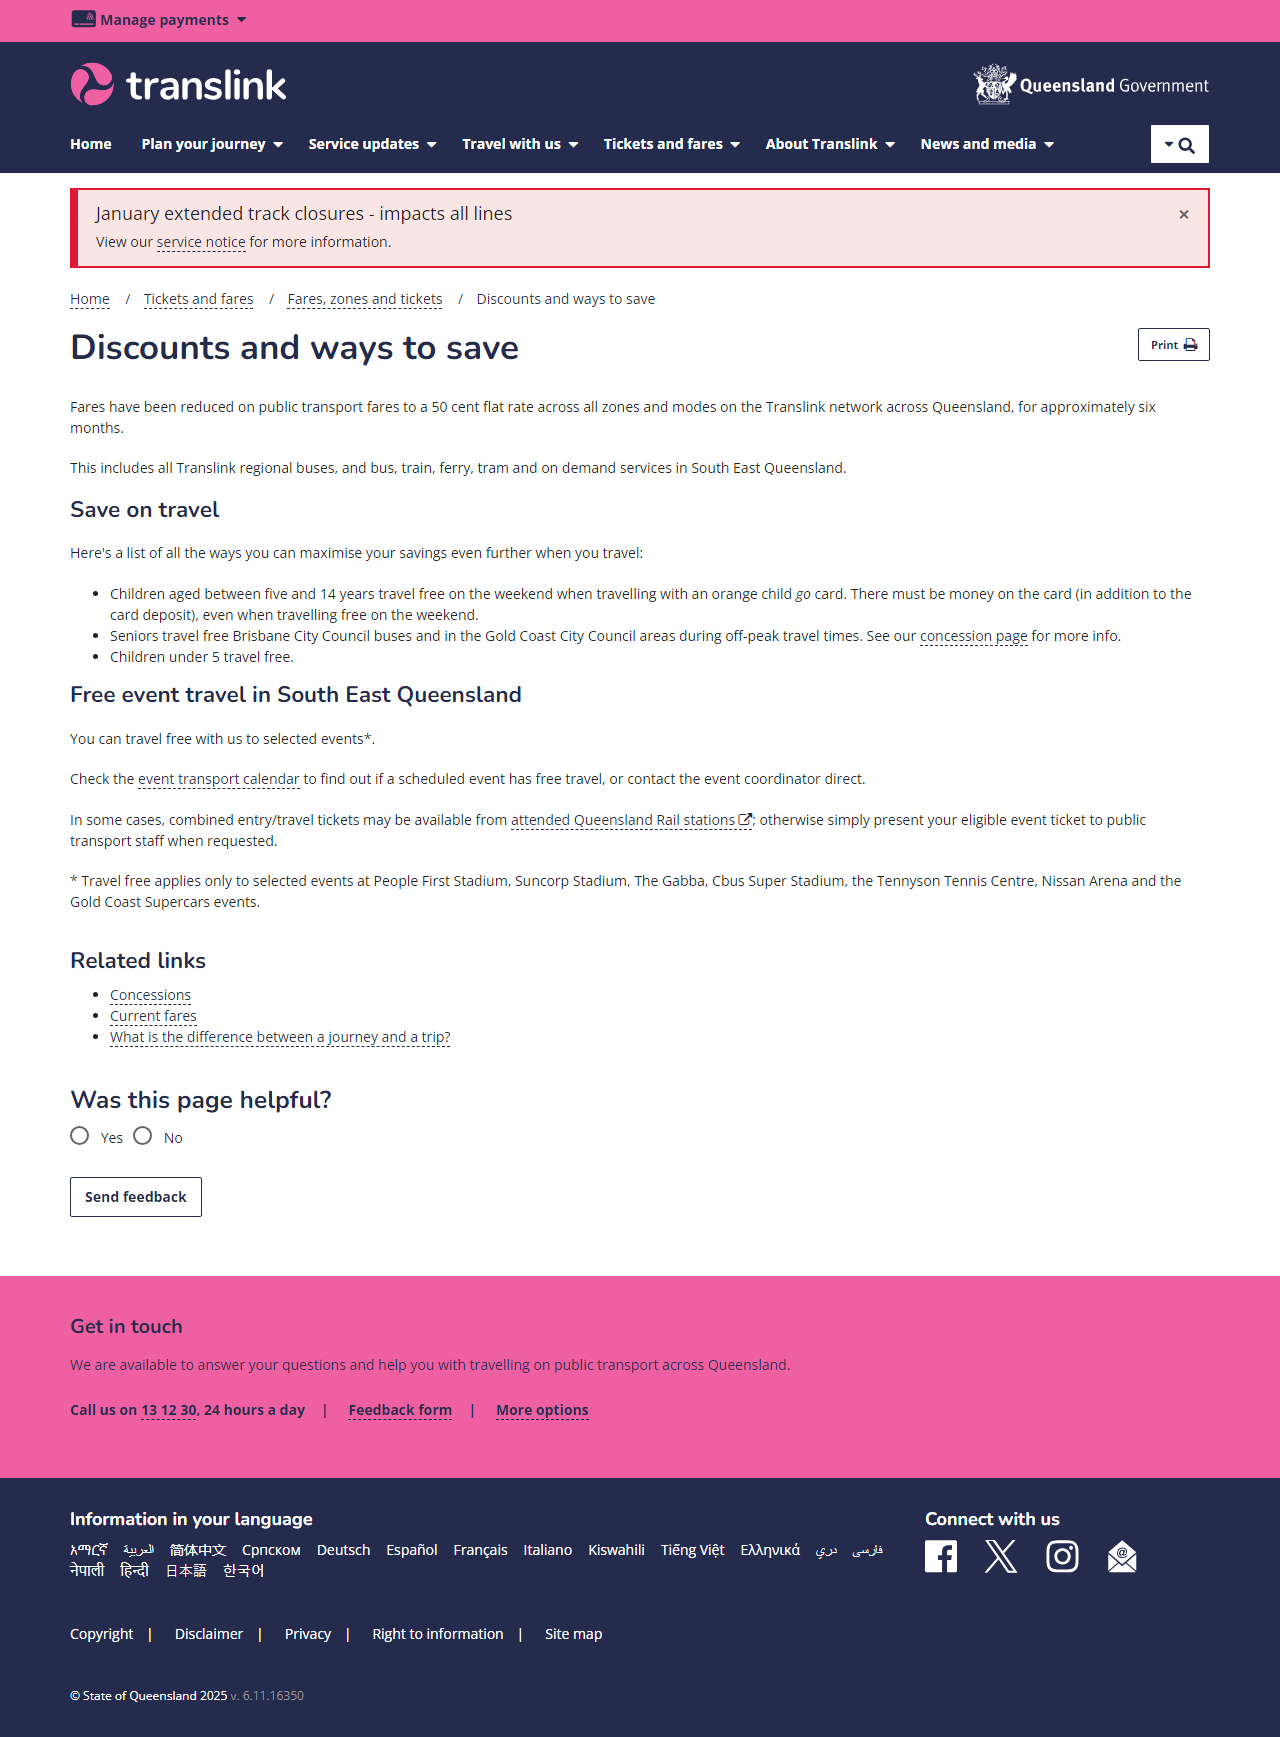 Manage payments
translink
Queensland Government
Home Plan your journey Service updates Travel with us Tickets and fares About Translink News and media
January extended track closures - impacts all lines
×
View our service notice for more information.
Home / Tickets and fares / Fares, zones and tickets / Discounts and ways to save
Discounts and ways to save
Print
Fares have been reduced on public transport fares to a 50 cent flat rate across all zones and modes on the Translink network across Queensland, for approximately six
months.
This includes all Translink regional buses, and bus, train, ferry, tram and on demand services in South East Queensland.
Save on travel
Here's a list of all the ways you can maximise your savings even further when you travel:
• Children aged between five and 14 years travel free on the weekend when travelling with an orange child go card. There must be money on the card (in addition to the
card deposit), even when travelling free on the weekend.
• Seniors travel free Brisbane City Council buses and in the Gold Coast City Council areas during off-peak travel times. See our concession page for more info.
• Children under 5 travel free.
Free event travel in South East Queensland
You can travel free with us to selected events*.
Check the event transport calendar to find out if a scheduled event has free travel, or contact the event coordinator direct.
In some cases, combined entry/travel tickets may be available from attended Queensland Rail stations; otherwise simply present your eligible event ticket to public
transport staff when requested.
* Travel free applies only to selected events at People First Stadium, Suncorp Stadium, The Gabba, Cbus Super Stadium, the Tennyson Tennis Centre, Nissan Arena and the
Gold Coast Supercars events.
Related links
• Concessions
• Current fares
• What is the difference between a journey and a trip?
Was this page helpful?
Yes No
Send feedback
Get in touch
We are available to answer your questions and help you with travelling on public transport across Queensland.
Call us on 13 12 30, 24 hours a day | Feedback form | More options
Information in your language
አማርኛ العربية 简体中文 Српском Deutsch Español Français Italiano Kiswahili Tiếng Việt Ελληνικά دري فارسی
नेपाली हिन्दी 日本語 한국어
Connect with us
Copyright | Disclaimer | Privacy | Right to information | Site map
© State of Queensland 2025 v. 6.11.16350